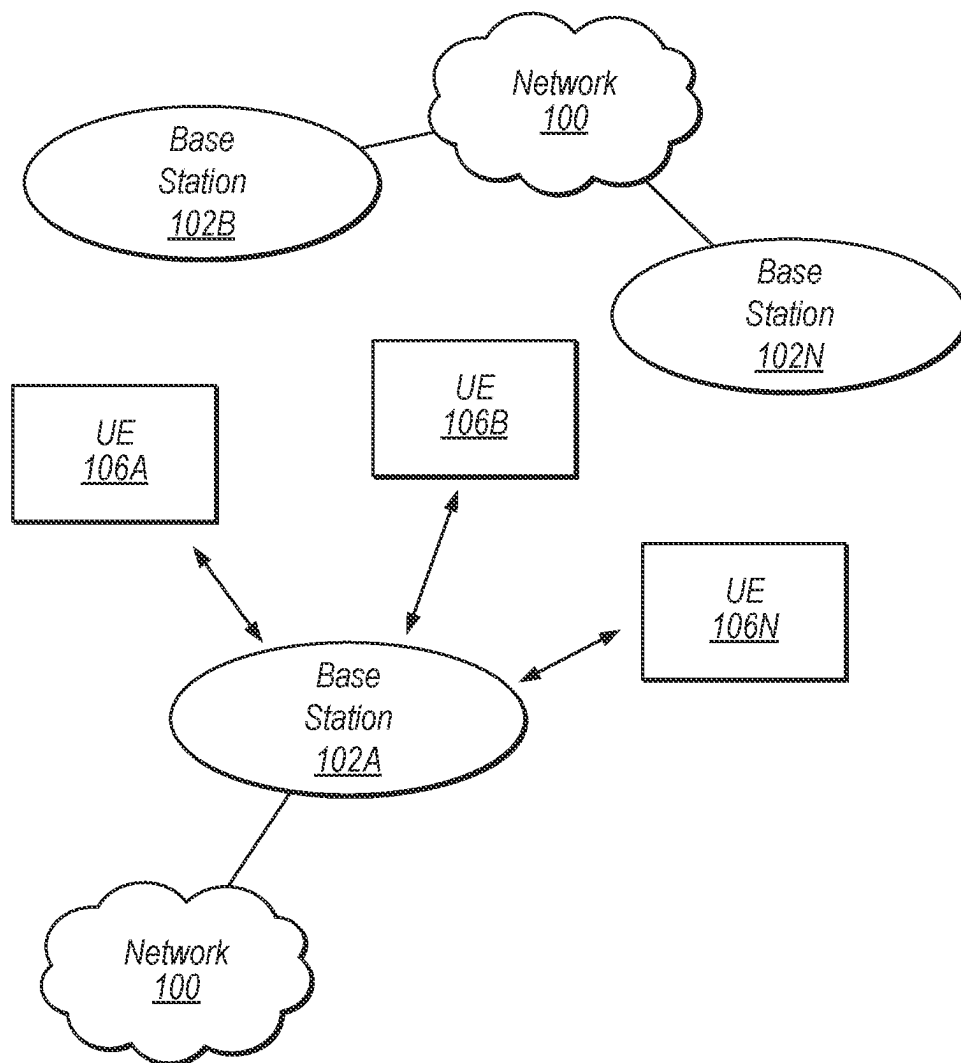 Network
100
Base
Station
102B
Base
Station
102N
UE
106B
UE
106A
UE
106N
Base
Station
102A
Network
100